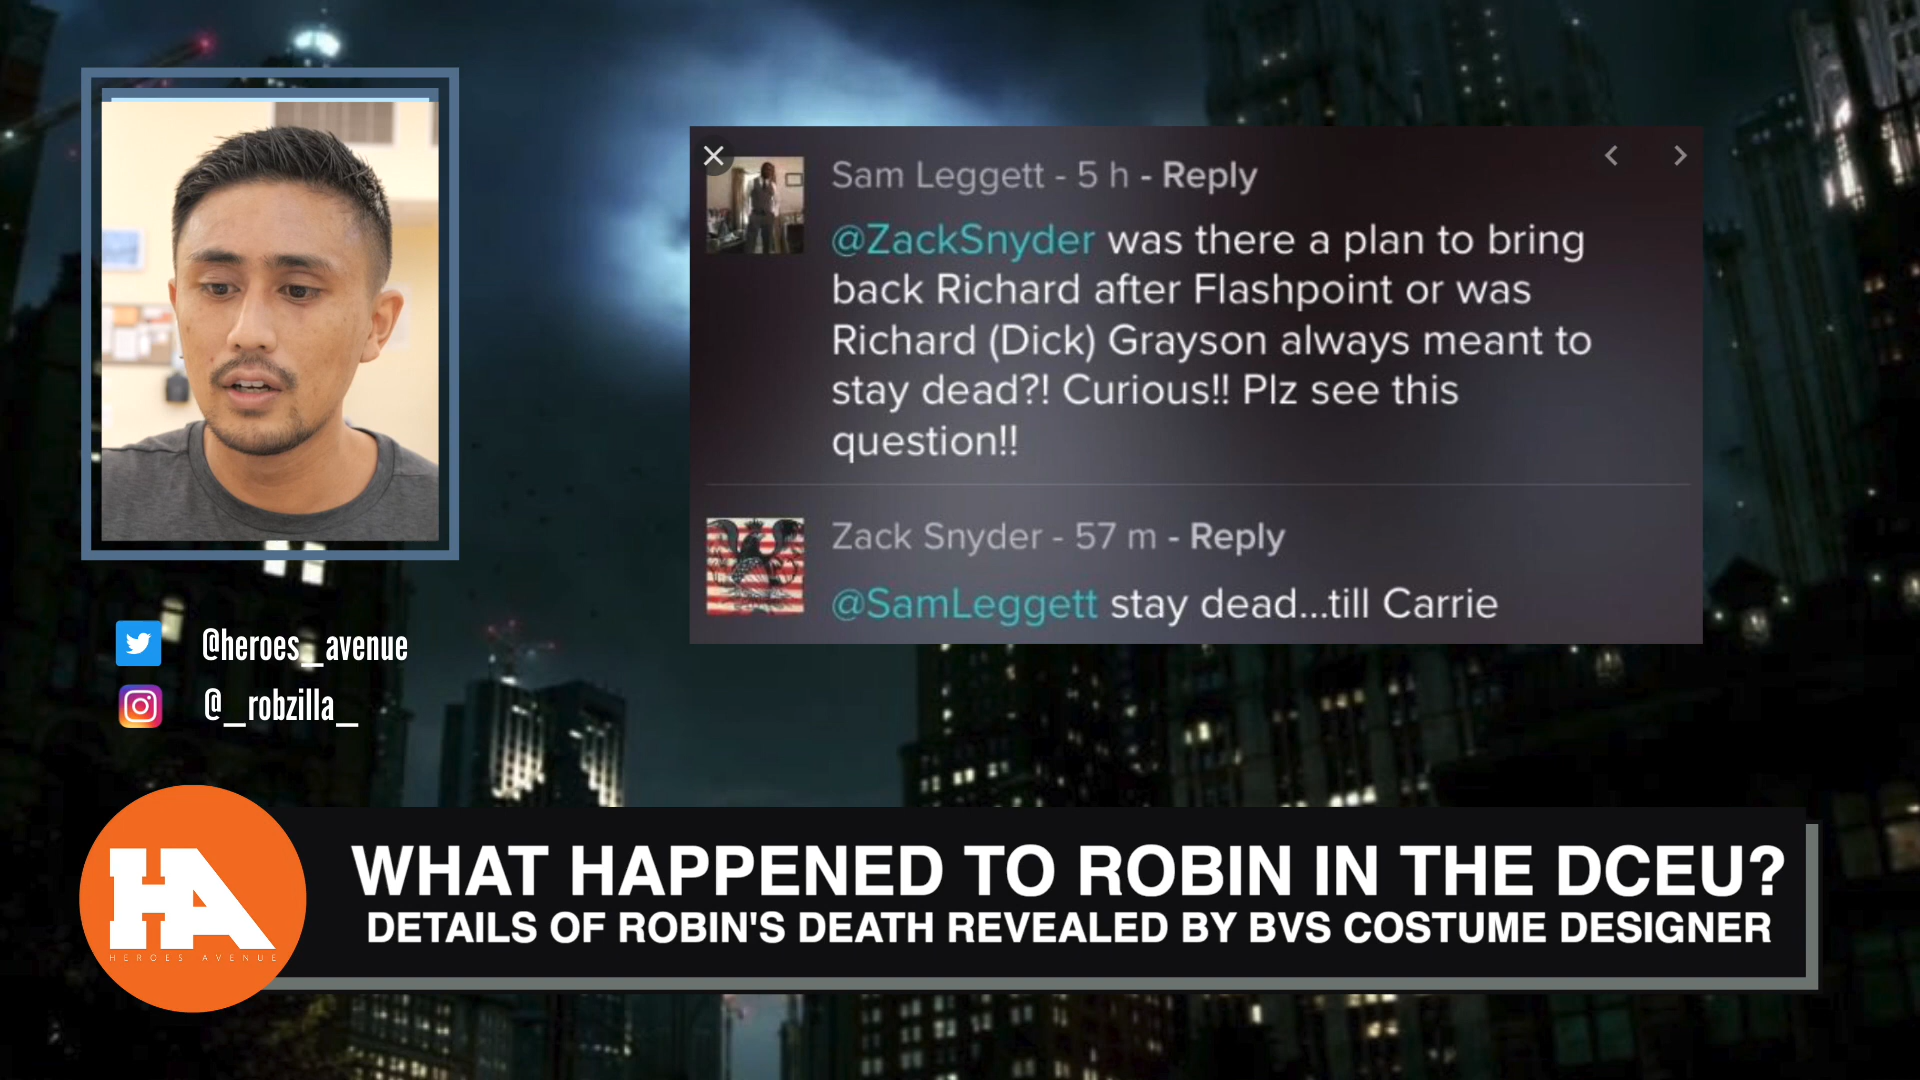 Sam Leggett - 5 h - Reply
@ZackSnyder was there a plan to bring
back Richard after Flashpoint or was
Richard (Dick) Grayson always meant to
stay dead?! Curious!! Plz see this
question!!
Zack Snyder - 57 m - Reply
@SamLeggett stay dead...till Carrie
@heroes_avenue
@_robzilla_
HA
HEROES AVENUE
WHAT HAPPENED TO ROBIN IN THE DCEU?
DETAILS OF ROBIN'S DEATH REVEALED BY BVS COSTUME DESIGNER